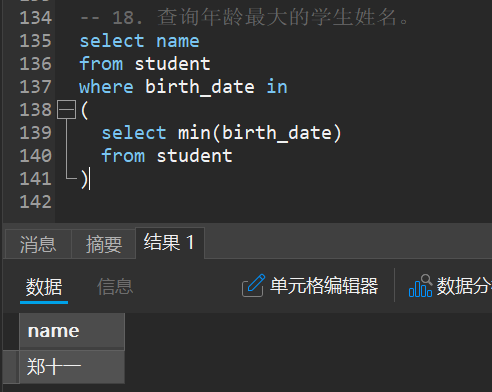 134 -- 18. 查询年龄最大的学生姓名。
135 select name
136 from student
137 where birth_date in
138 (
139 select min(birth_date)
140 from student
141 )
142
消息 摘要 结果 1
数据 信息 单元格编辑器 数据分
name
郑十一